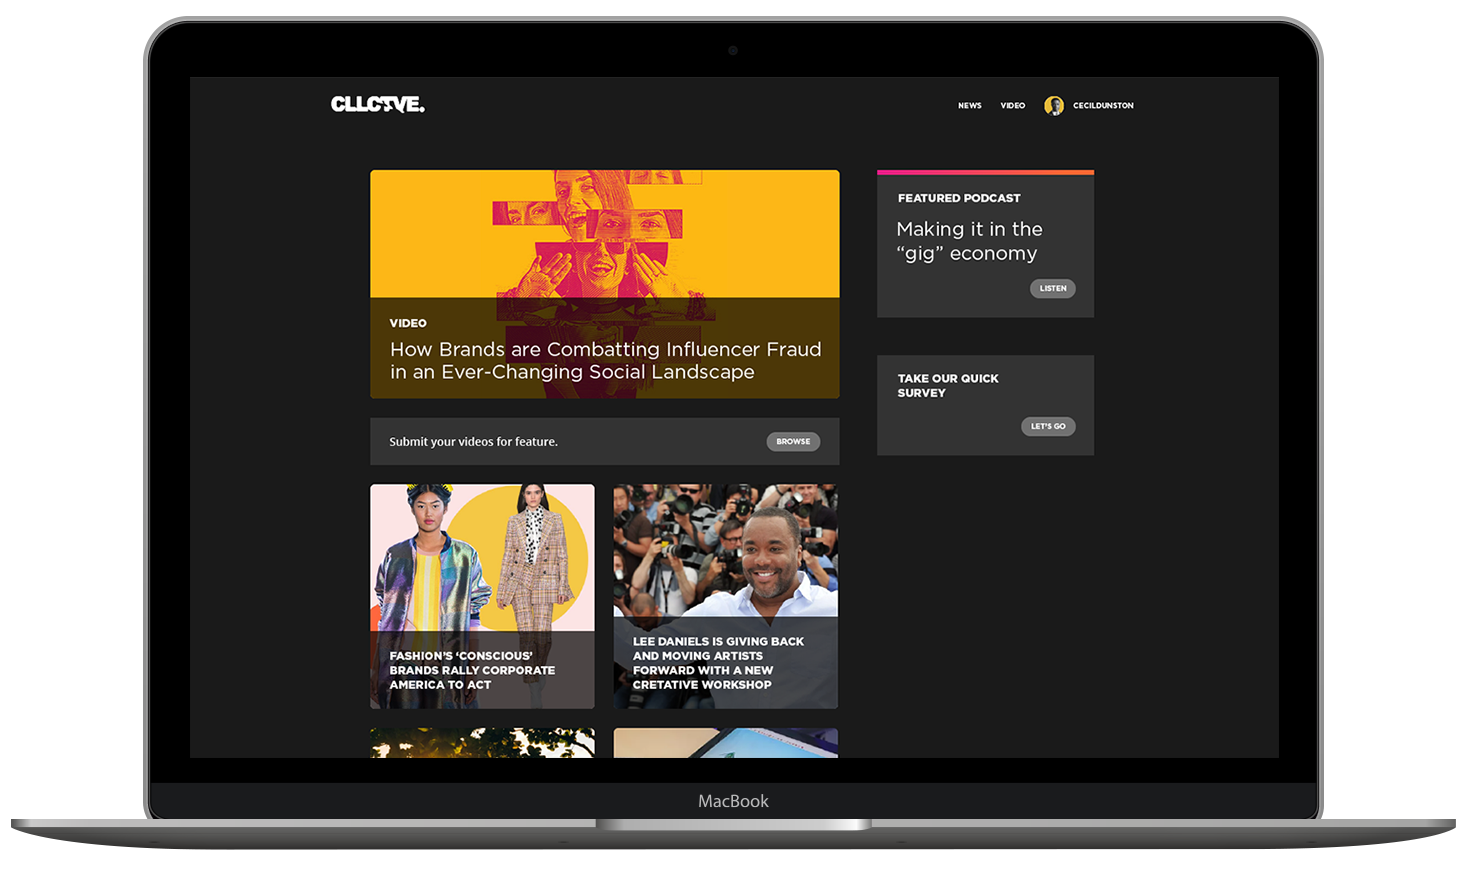 CLLCTVE.
NEWS VIDEO CECILDUNSTON
VIDEO
How Brands are Combatting Influencer Fraud
in an Ever-Changing Social Landscape
FEATURED PODCAST
Making it in the
“gig” economy
LISTEN
TAKE OUR QUICK
SURVEY
LET'S GO
Submit your videos for feature.
BROWSE
FASHION’S ‘CONSCIOUS’
BRANDS RALLY CORPORATE
AMERICA TO ACT
LEE DANIELS IS GIVING BACK
AND MOVING ARTISTS
FORWARD WITH A NEW
CRETATIVE WORKSHOP
MacBook